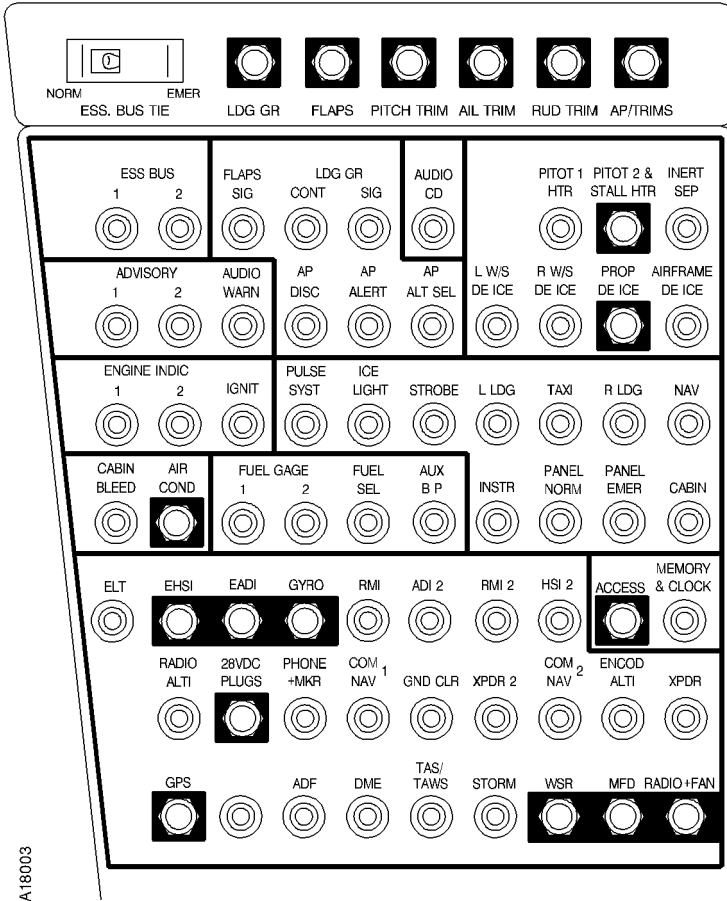 NORM EMER
ESS. BUS TIE LDG GR FLAPS PITCH TRIM AIL TRIM RUD TRIM AP/TRIMS
ESS BUS FLAPS LDG GR AUDIO PITOT 1 PITOT 2 & INERT
1 2 SIG CONT SIG CD HTR STALL HTR SEP
ADVISORY AUDIO AP AP AP L W/S R W/S PROP AIRFRAME
1 2 WARN DISC ALERT ALT SEL DE ICE DE ICE DE ICE DE ICE
ENGINE INDIC PULSE ICE
1 2 IGNIT SYST LIGHT STROBE L LDG TAXI R LDG NAV
CABIN AIR FUEL GAGE FUEL AUX PANEL PANEL
BLEED COND 1 2 SEL B P INSTR NORM EMER CABIN
MEMORY
ELT EHSI EADI GYRO RMI ADI 2 RMI 2 HSI 2 ACCESS & CLOCK
RADIO 28VDC PHONE COM 1 COM 2 ENCOD
ALTI PLUGS +MKR NAV GND CLR XPDR 2 NAV ALTI XPDR
TAS/
GPS ADF DME TAWS STORM WSR MFD RADIO +FAN
A18003